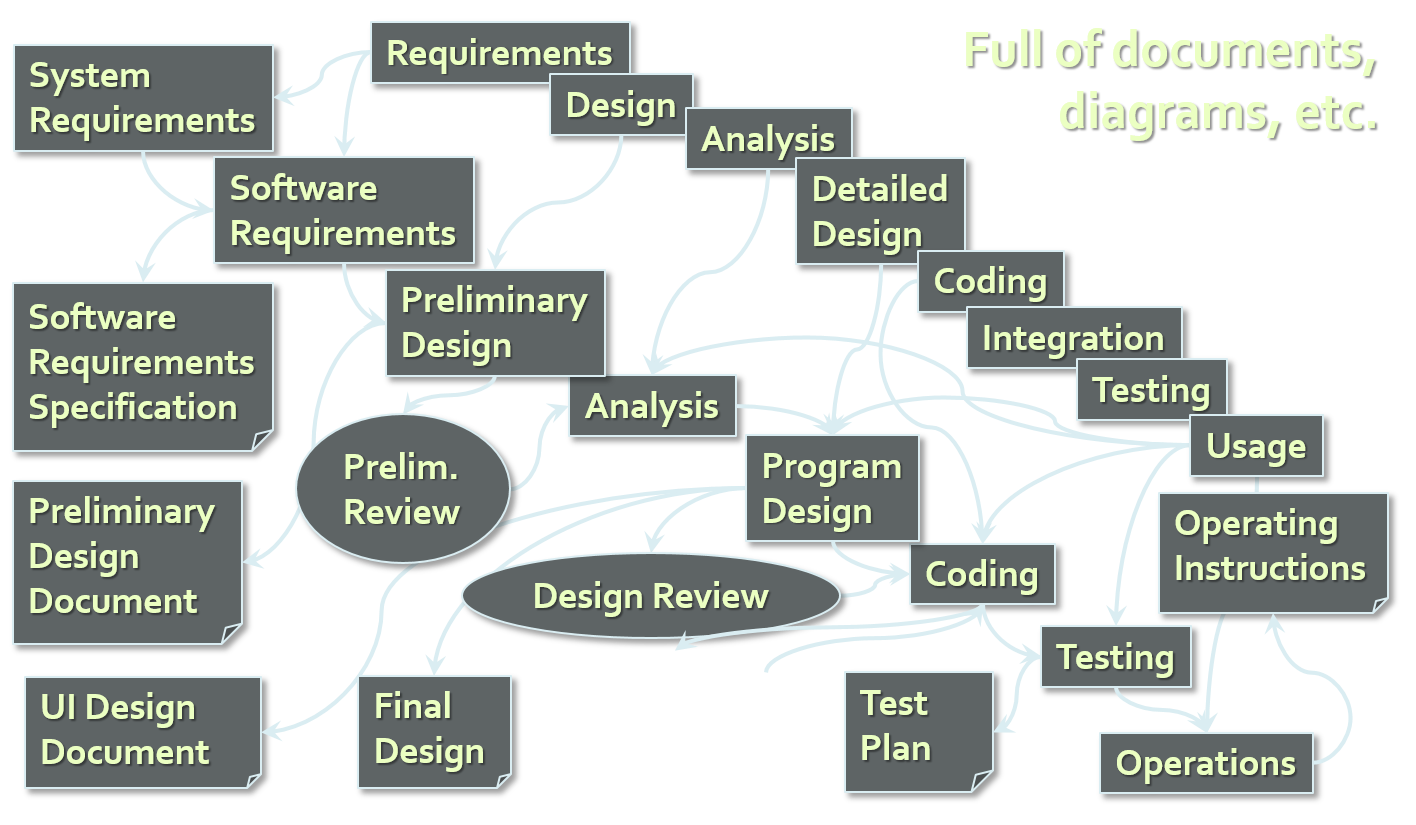 Full of documents,
diagrams, etc.
Requirements
System
Requirements
Design
Analysis
Software
Requirements
Detailed
Design
Coding
Preliminary
Design
Software
Requirements
Specification
Integration
Testing
Analysis
Usage
Prelim.
Review
Program
Design
Preliminary
Design
Document
Operating
Instructions
Design Review
Coding
Testing
UI Design
Document
Final
Design
Test
Plan
Operations